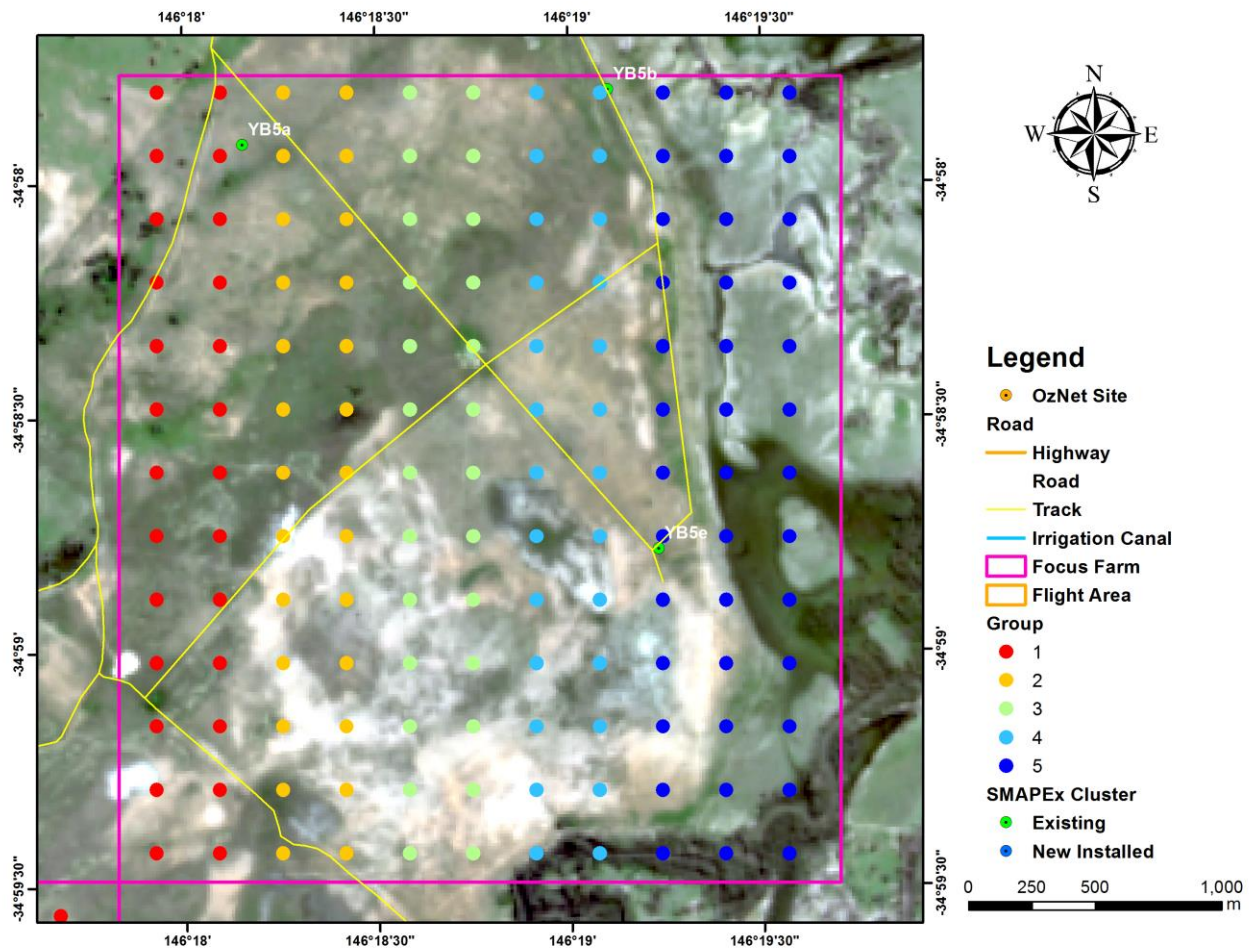 146°18' 146°18'30" 146°19' 146°19'30"
YB5b
YB5a
-34°58' -34°58'
-34°58'30" -34°58'30"
YB5e
-34°59' -34°59'
-34°59'30" -34°59'30"
146°18' 146°18'30" 146°19' 146°19'30"
N
W E
S
Legend
OzNet Site
Road
Highway
Road
Track
Irrigation Canal
Focus Farm
Flight Area
Group
1
2
3
4
5
SMAPEx Cluster
Existing
New Installed
0 250 500 1,000
m